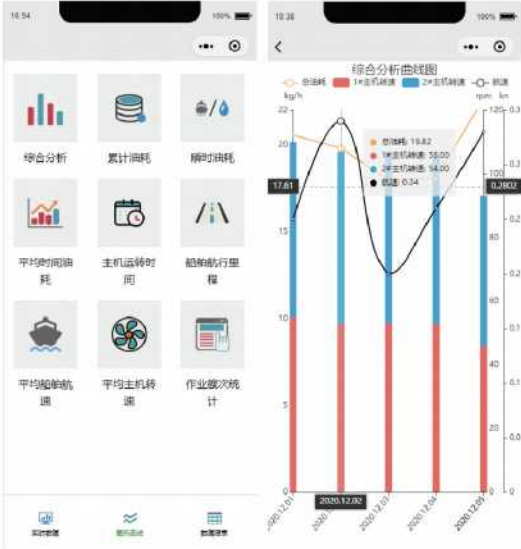 16:54
100%
综合分析
累计油耗
瞬时油耗
平均时间油
耗
主机运转时
间
船舶航行里
程
平均船舶航
速
平均主机转
速
作业艘次统
计
实时数据
数据报表
100%
综合分析曲线图
总油耗 1#主机转速 2#主机转速 航速
kg/h rpm kn
22
20
15
10
5
0
120
100
80
60
40
20
0
17.61
0.2802
总油耗: 19.82
1#主机转速: 53.00
2#主机转速: 54.00
航速: 0.34
2020.12.01
2020.12.02
2020.12.03
2020.12.04
2020.12.05